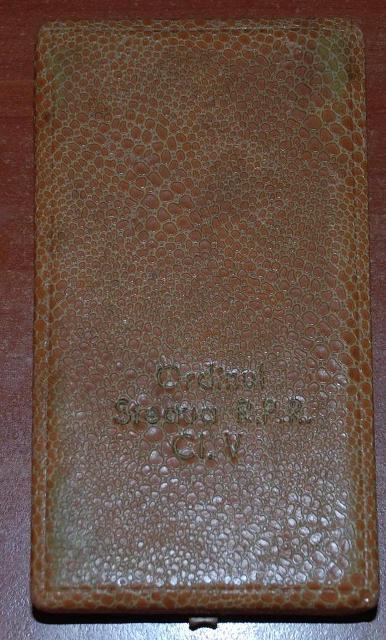 Ordinul
Steaua R.P.R.
Cl. V